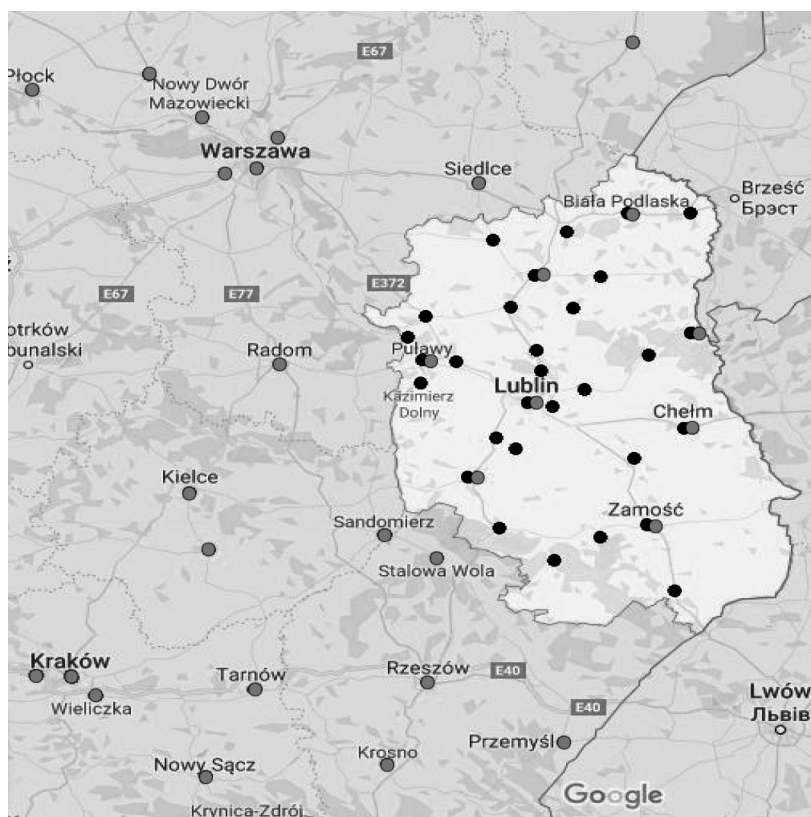 E67
Płock
Nowy Dwór
Mazowiecki
Warszawa
Siedlce
Biała Podlaska
Brześć
Брэст
E372
E67
E77
otrków
bunalski
Radom
Puławy
Kazimierz
Dolny
Lublin
Chełm
Kielce
Zamość
Sandomierz
Stalowa Wola
Kraków
Tarnów
Rzeszów
E40
Wieliczka
E40
Lwów
Львів
Przemyśl
Nowy Sącz
Krosno
Google
Krynica-Zdrój